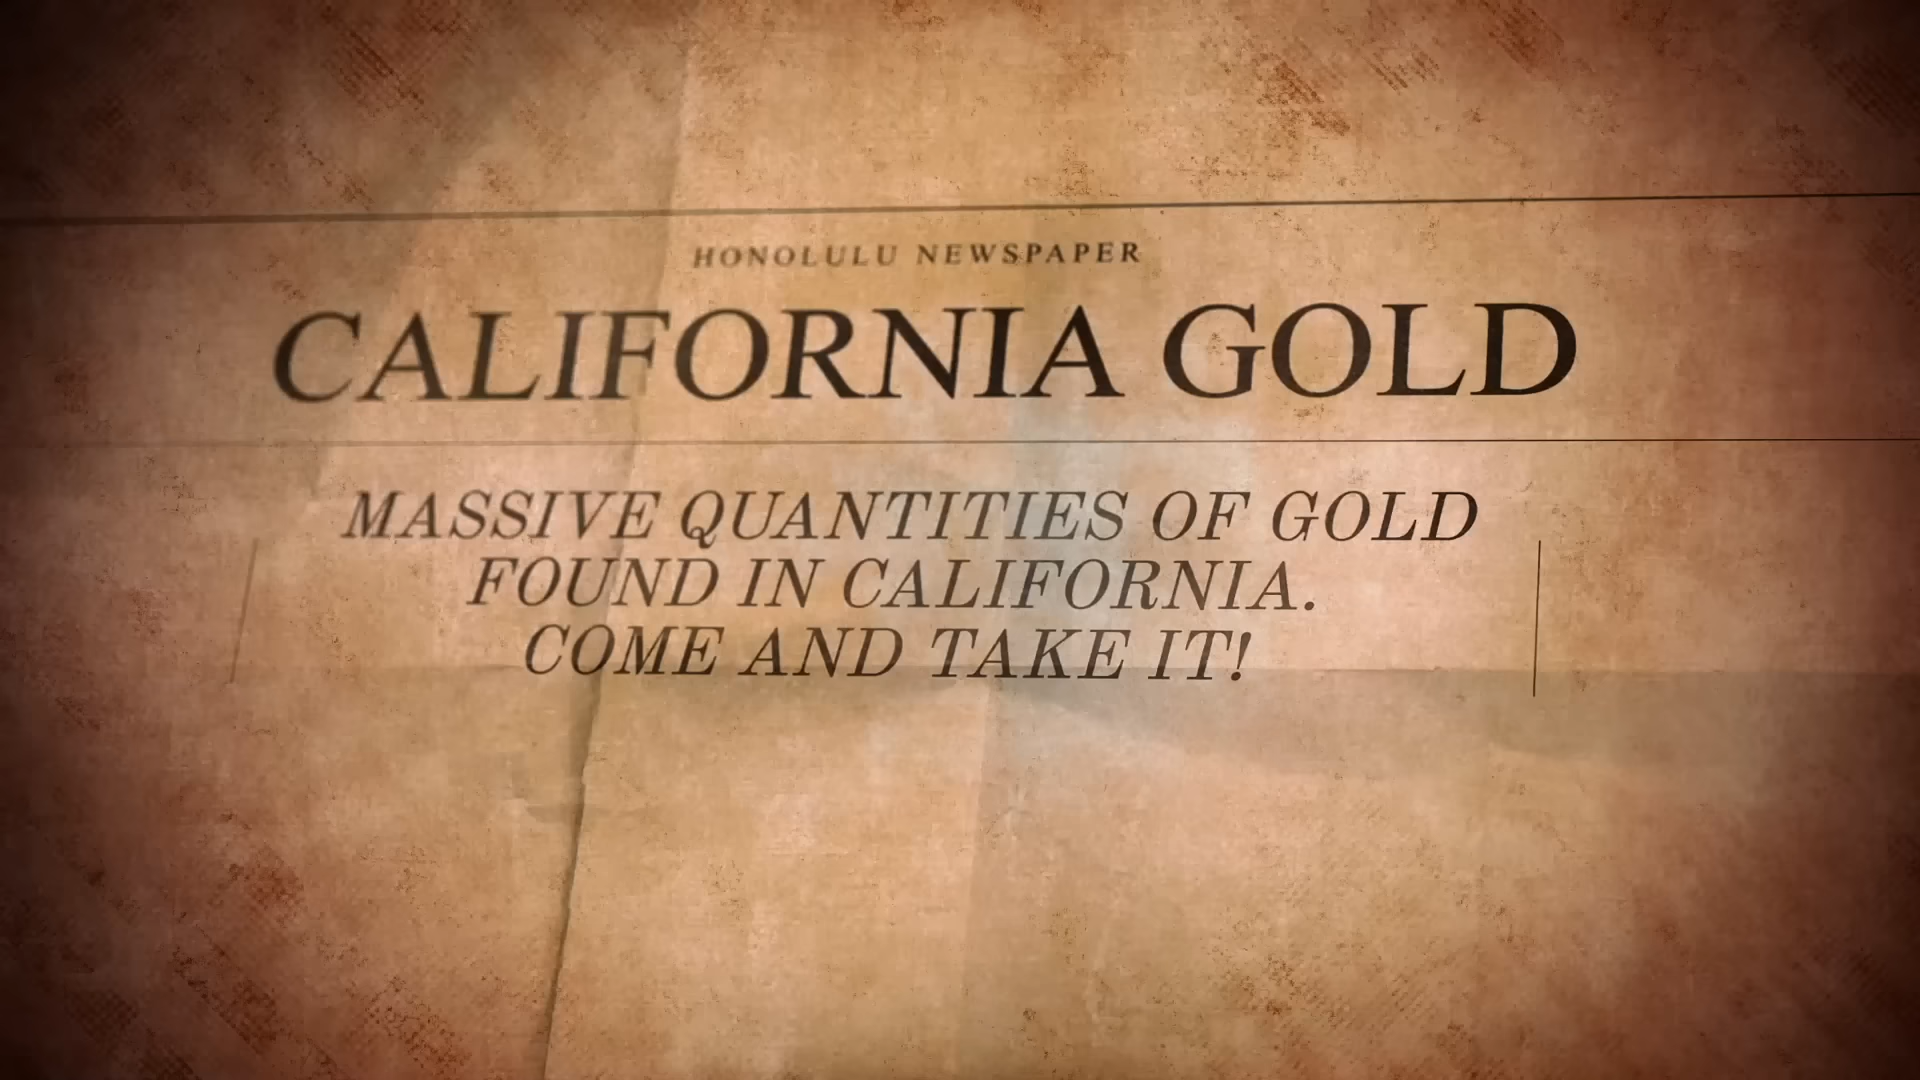 HONOLULU NEWSPAPER
CALIFORNIA GOLD
MASSIVE QUANTITIES OF GOLD
FOUND IN CALIFORNIA.
COME AND TAKE IT!